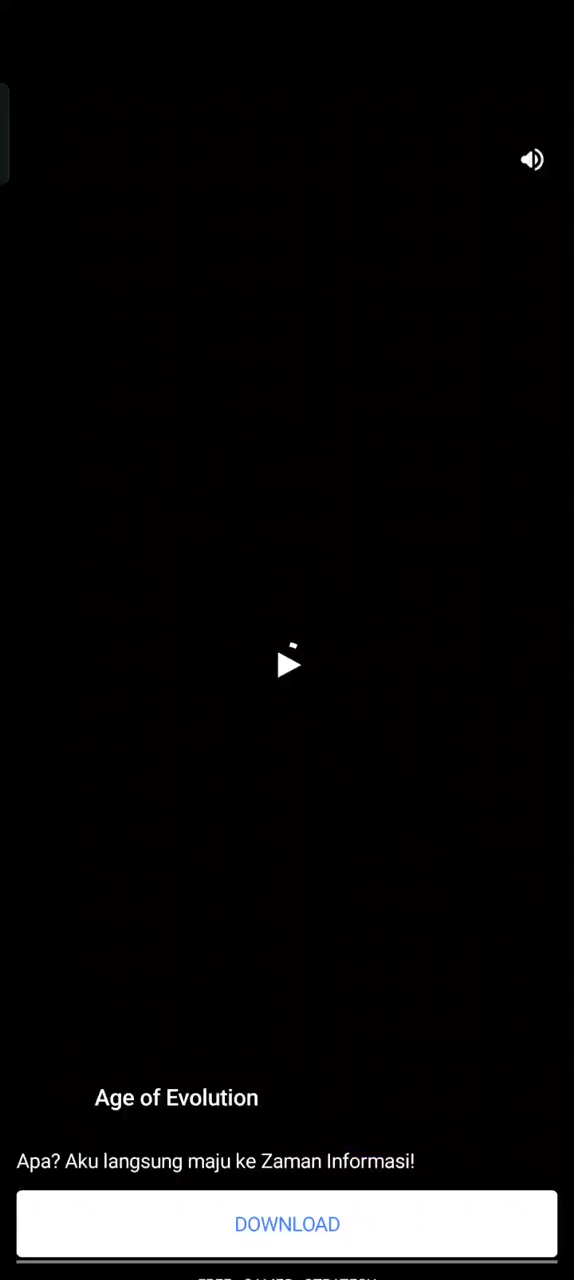 Age of Evolution
Apa? Aku langsung maju ke Zaman Informasi!
DOWNLOAD